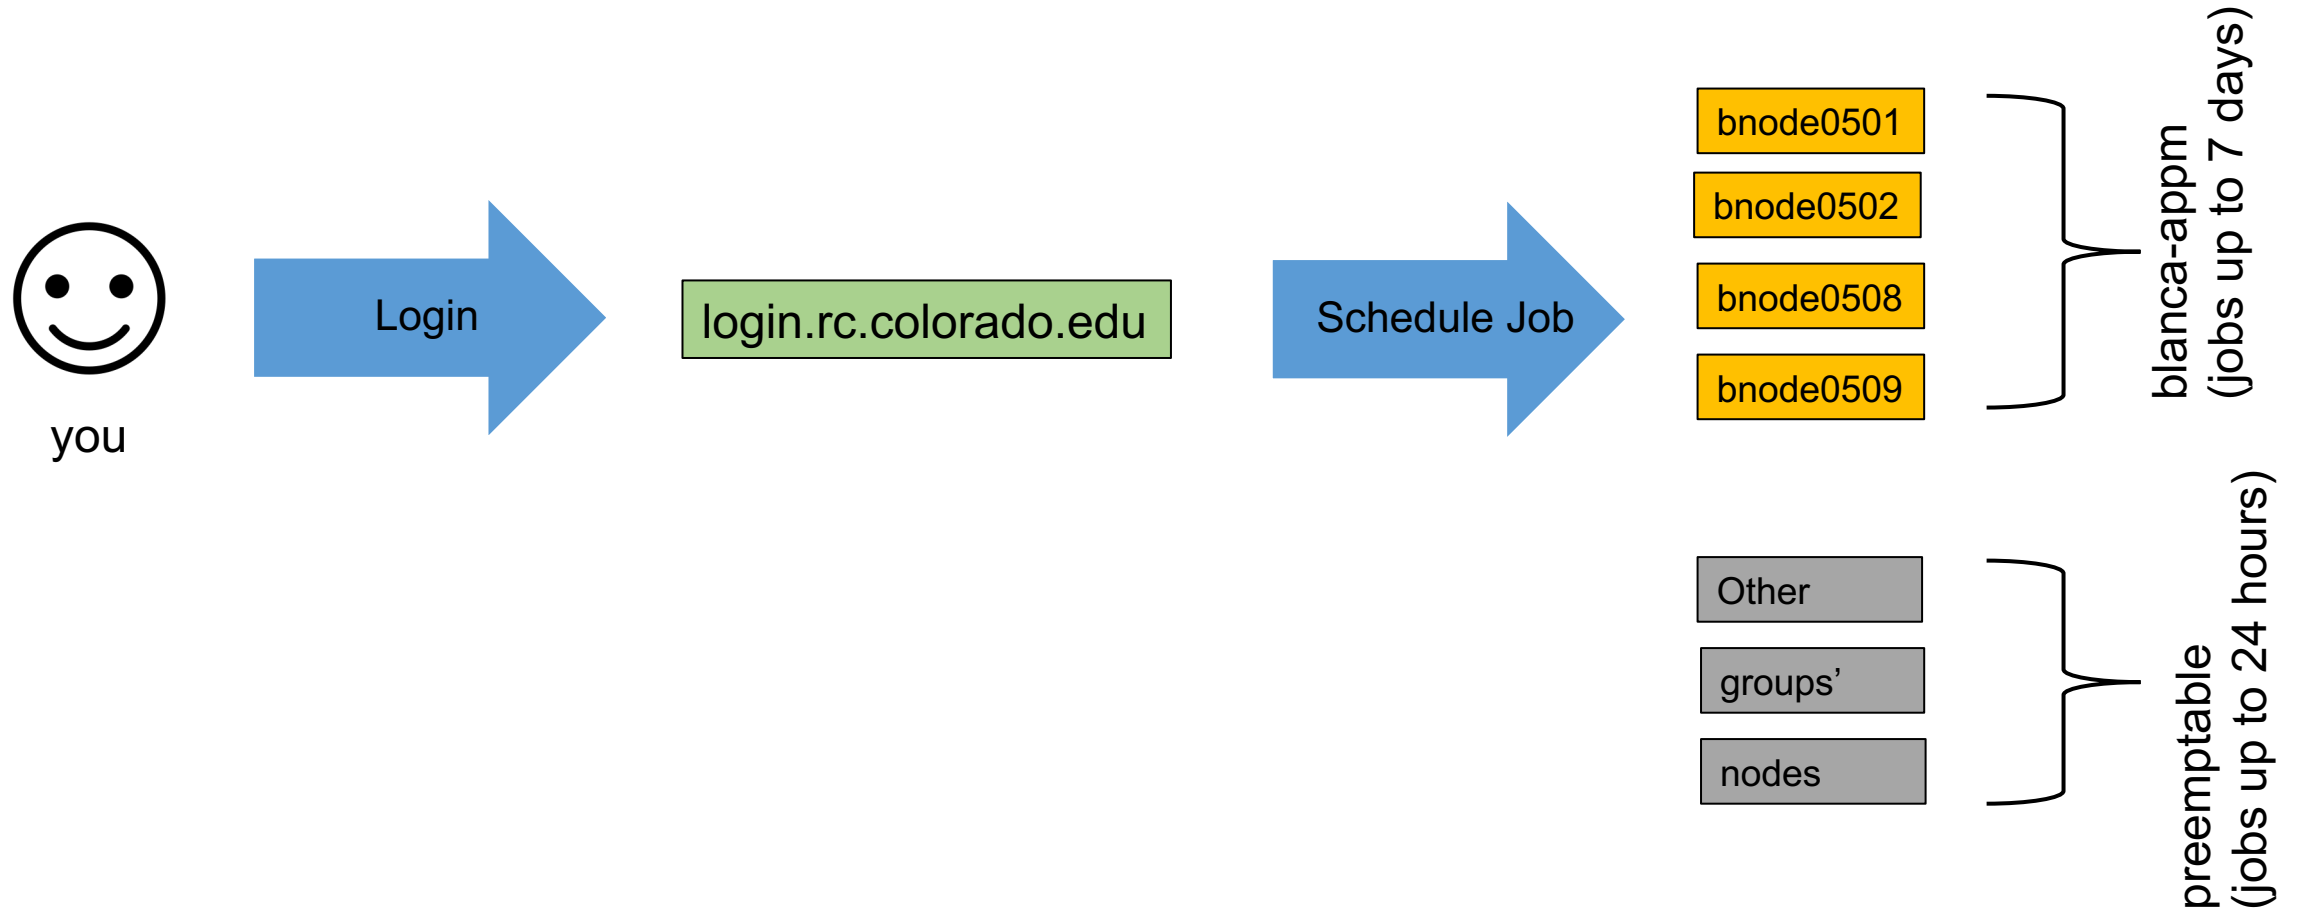 you
Login
login.rc.colorado.edu
Schedule Job
bnode0501
bnode0502
bnode0508
bnode0509
blanca-appm
(jobs up to 7 days)
Other
groups’
nodes
preemptable
(jobs up to 24 hours)